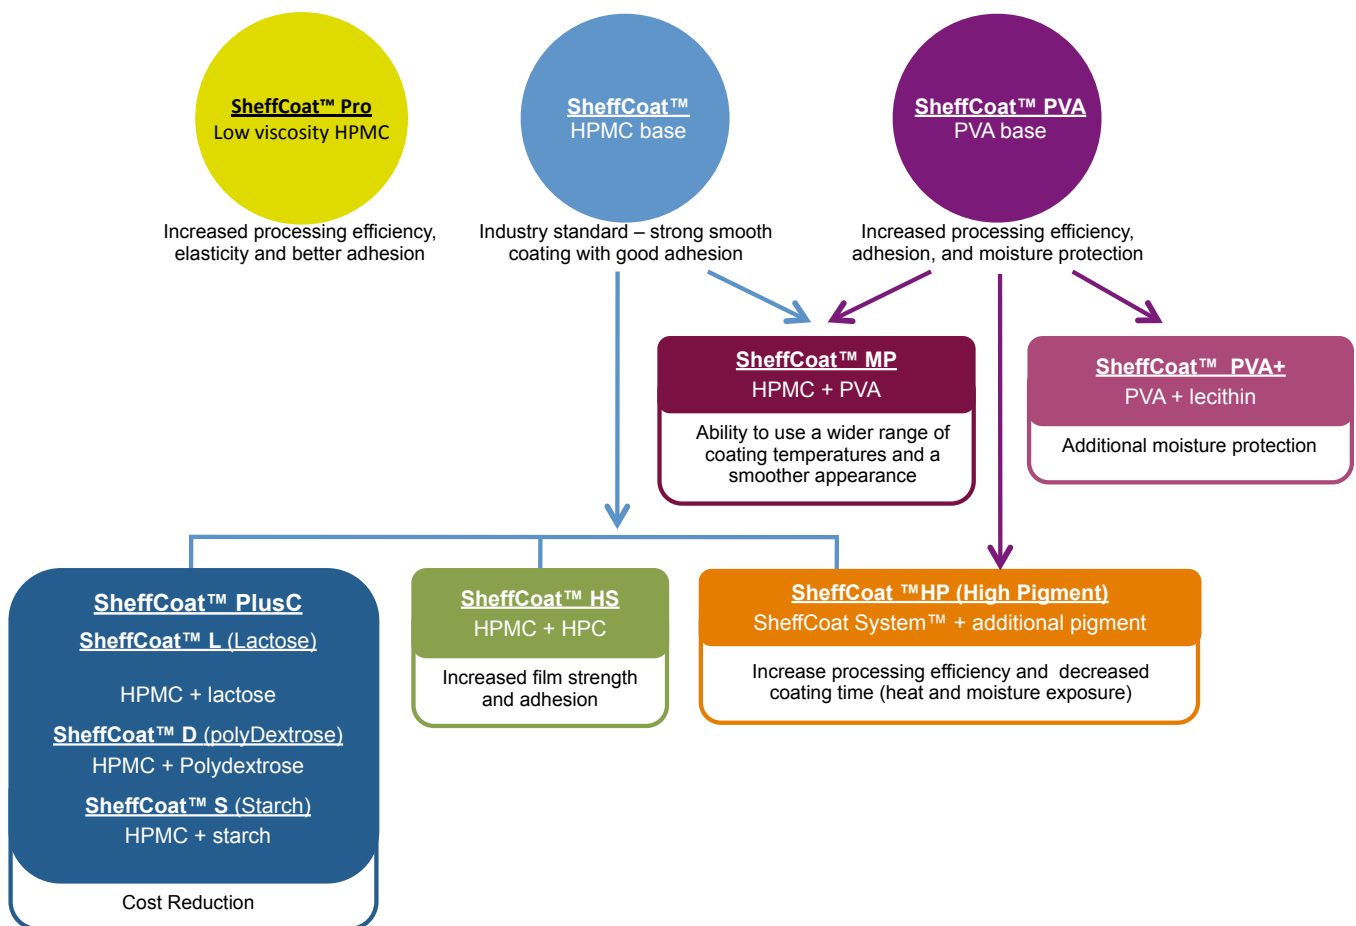 SheffCoat™ Pro
Low viscosity HPMC
SheffCoat™
HPMC base
SheffCoat™ PVA
PVA base
Increased processing efficiency,
elasticity and better adhesion
Industry standard – strong smooth
coating with good adhesion
Increased processing efficiency,
adhesion, and moisture protection
SheffCoat™ MP
HPMC + PVA
Ability to use a wider range of
coating temperatures and a
smoother appearance
SheffCoat™ PVA+
PVA + lecithin
Additional moisture protection
SheffCoat™ PlusC
SheffCoat™ L (Lactose)
HPMC + lactose
SheffCoat™ D (polyDextrose)
HPMC + Polydextrose
SheffCoat™ S (Starch)
HPMC + starch
Cost Reduction
SheffCoat™ HS
HPMC + HPC
Increased film strength
and adhesion
SheffCoat ™HP (High Pigment)
SheffCoat System™ + additional pigment
Increase processing efficiency and decreased
coating time (heat and moisture exposure)